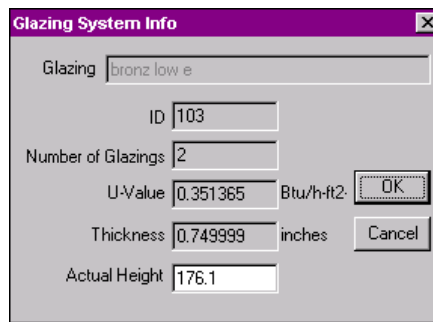 Glazing System Info
Glazing bronz low e
ID 103
Number of Glazings 2
U-Value 0.351365 Btu/h-ft2-
OK
Thickness 0.749999 inches
Cancel
Actual Height 176.1